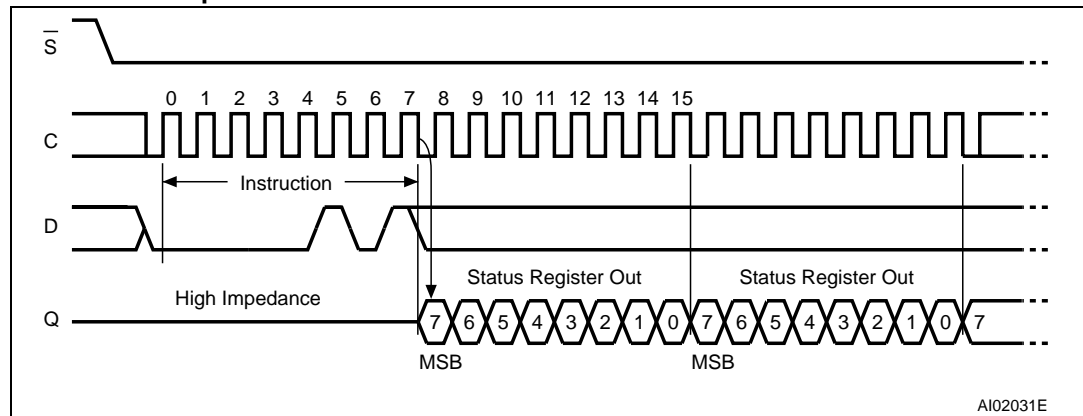 S
0 1 2 3 4 5 6 7 8 9 10 11 12 13 14 15
C
Instruction
D
Status Register Out Status Register Out
High Impedance
Q 7 6 5 4 3 2 1 0 7 6 5 4 3 2 1 0 7
MSB MSB
AI02031E